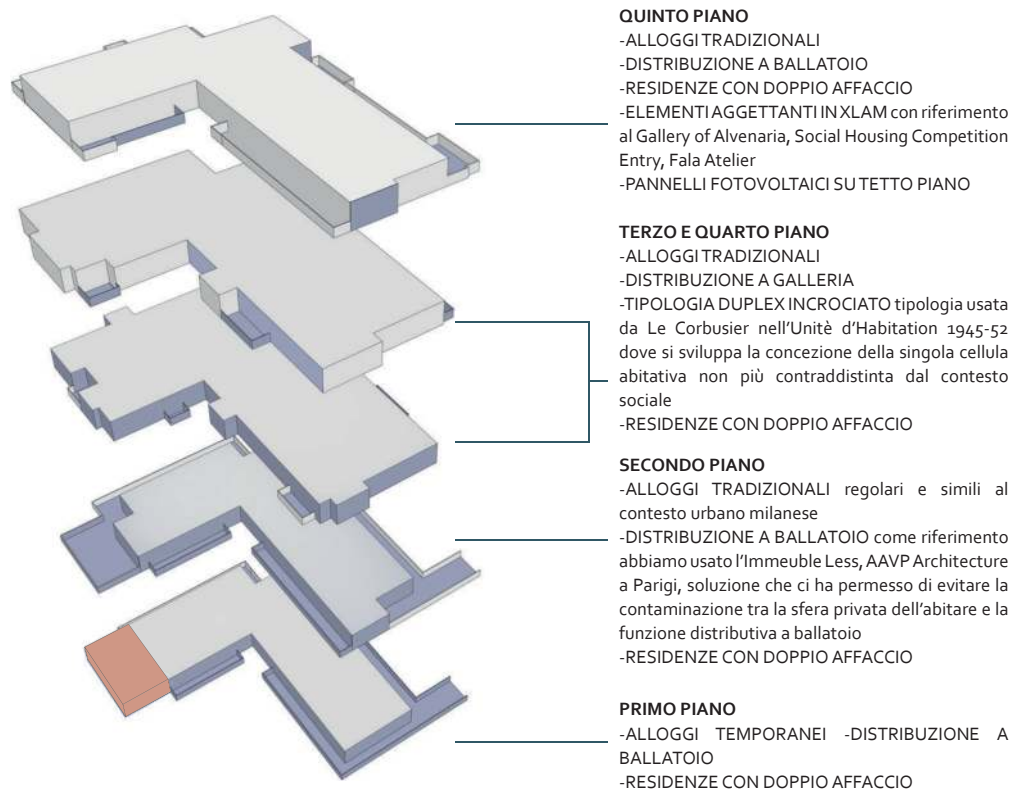 QUINTO PIANO
-ALLOGGI TRADIZIONALI
-DISTRIBUZIONE A BALLATOIO
-RESIDENZE CON DOPPIO AFFACCIO
-ELEMENTI AGGETTANTI IN XLAM con riferimento
al Gallery of Alvenaria, Social Housing Competition
Entry, Fala Atelier
-PANNELLI FOTOVOLTAICI SU TETTO PIANO
TERZO E QUARTO PIANO
-ALLOGGI TRADIZIONALI
-DISTRIBUZIONE A GALLERIA
-TIPOLOGIA DUPLEX INCROCIATO tipologia usata
da Le Corbusier nell'Unitè d'Habitation 1945-52
dove si sviluppa la concezione della singola cellula
abitativa non più contraddistinta dal contesto
sociale
-RESIDENZE CON DOPPIO AFFACCIO
SECONDO PIANO
-ALLOGGI TRADIZIONALI regolari e simili al
contesto urbano milanese
-DISTRIBUZIONE A BALLATOIO come riferimento
abbiamo usato l'Immeuble Less, AAVP Architecture
a Parigi, soluzione che ci ha permesso di evitare la
contaminazione tra la sfera privata dell'abitare e la
funzione distributiva a ballatoio
-RESIDENZE CON DOPPIO AFFACCIO
PRIMO PIANO
-ALLOGGI TEMPORANEI -DISTRIBUZIONE A
BALLATOIO
-RESIDENZE CON DOPPIO AFFACCIO